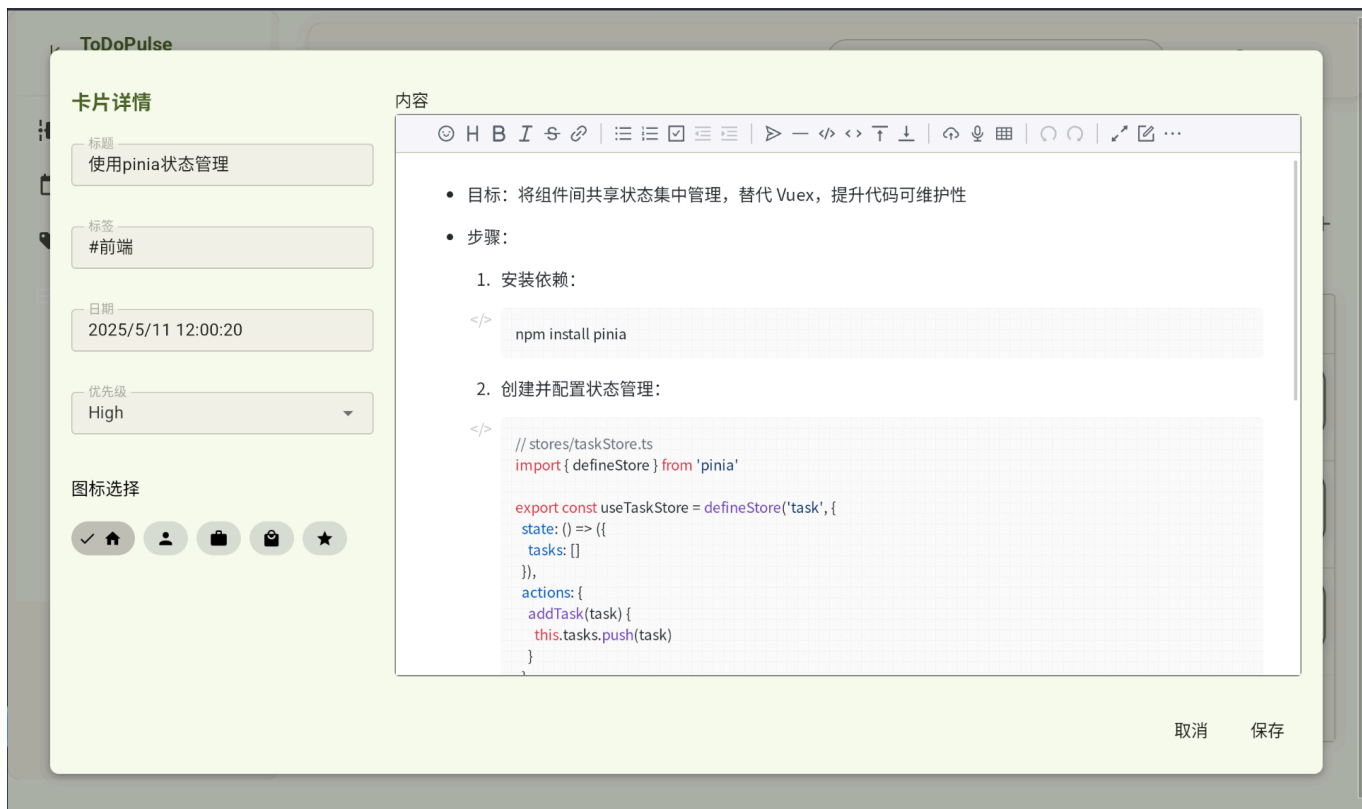 ToDoPulse
卡片详情
标题
使用pinia状态管理
标签
#前端
日期
2025/5/11 12:00:20
优先级
High
图标选择
内容
• 目标：将组件间共享状态集中管理，替代 Vuex，提升代码可维护性
• 步骤：
1. 安装依赖：
</>
npm install pinia
2. 创建并配置状态管理：
</>
// stores/taskStore.ts
import { defineStore } from 'pinia'
export const useTaskStore = defineStore('task', {
state: () => ({
tasks: []
}),
actions: {
addTask(task) {
this.tasks.push(task)
}
取消
保存